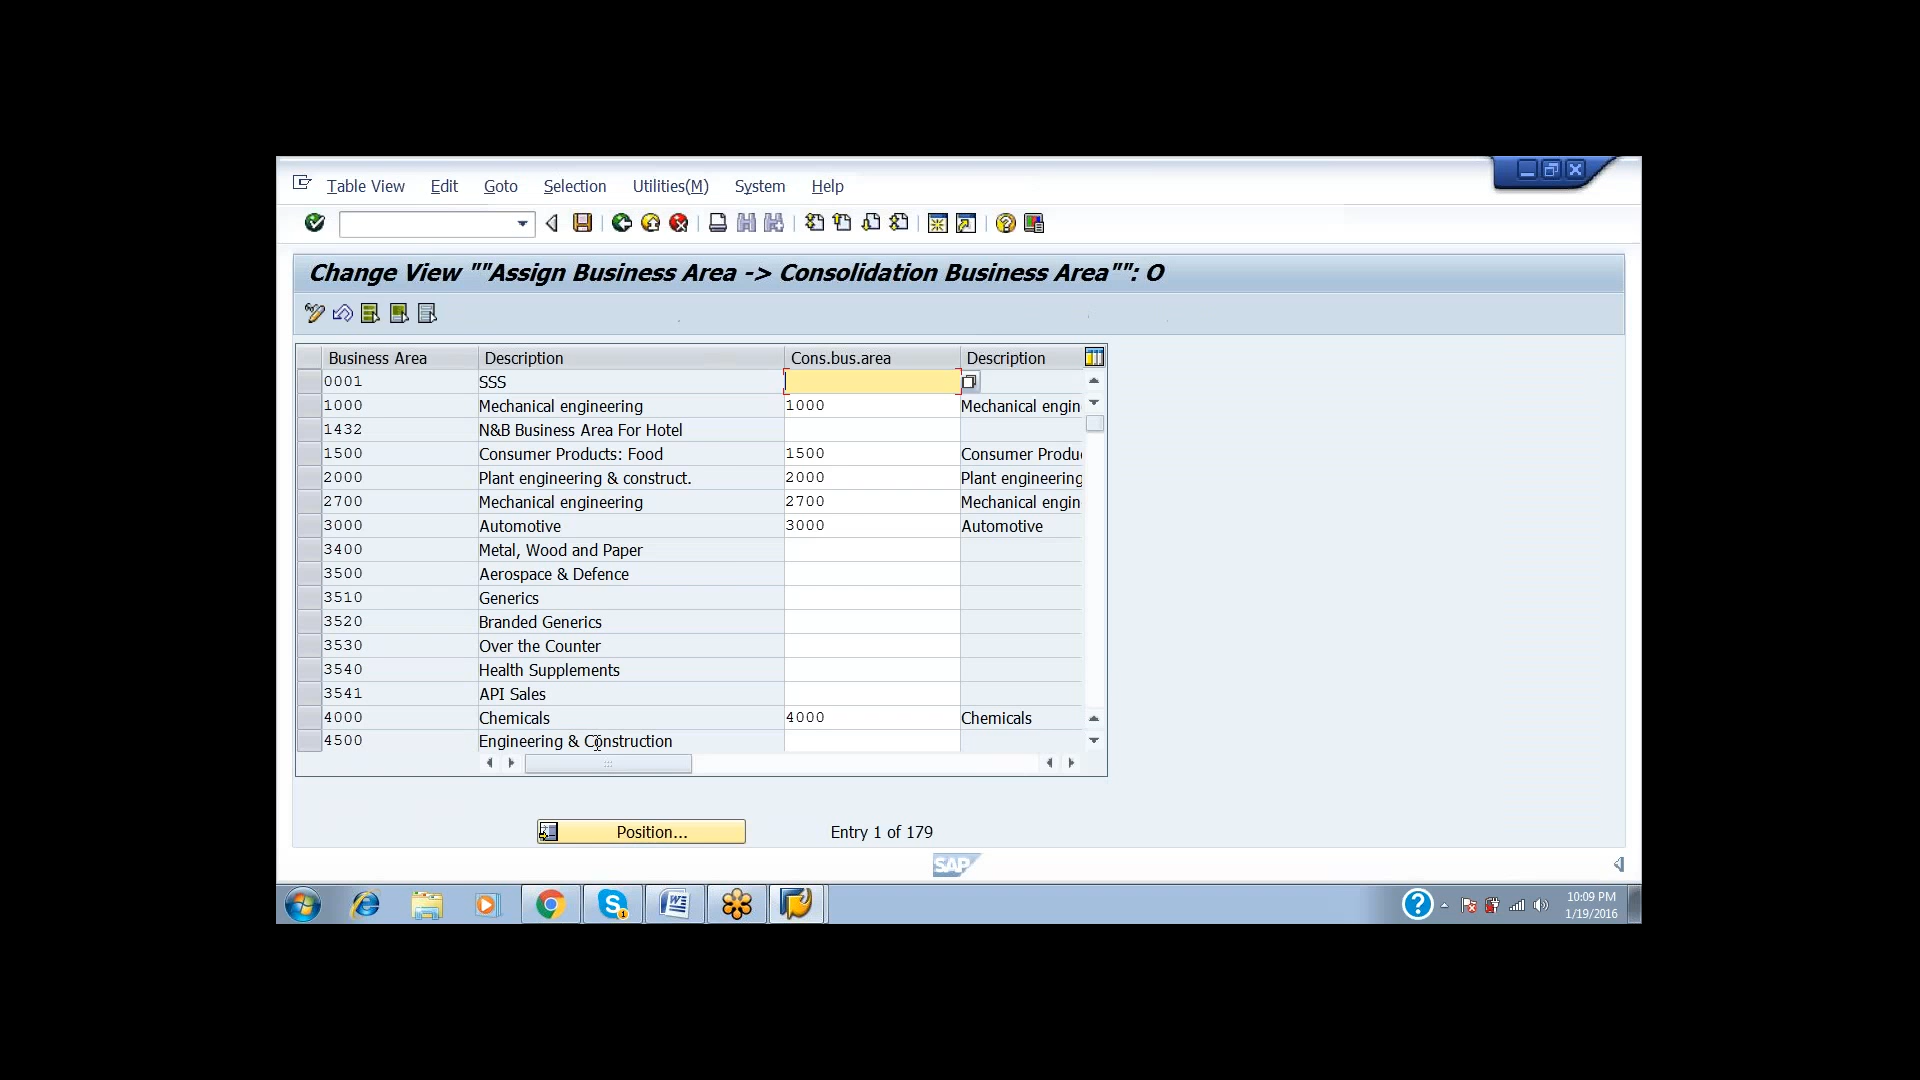 Table View Edit Goto Selection Utilities(M) System Help
Change View ""Assign Business Area -> Consolidation Business Area"": O
Business Area Description Cons.bus.area Description
0001 SSS
1000 Mechanical engineering 1000 Mechanical engin
1432 N&B Business Area For Hotel
1500 Consumer Products: Food 1500 Consumer Produ
2000 Plant engineering & construct. 2000 Plant engineering
2700 Mechanical engineering 2700 Mechanical engin
3000 Automotive 3000 Automotive
3400 Metal, Wood and Paper
3500 Aerospace & Defence
3510 Generics
3520 Branded Generics
3530 Over the Counter
3540 Health Supplements
3541 API Sales
4000 Chemicals 4000 Chemicals
4500 Engineering & Construction
Position... Entry 1 of 179
SAP
10:09 PM
1/19/2016